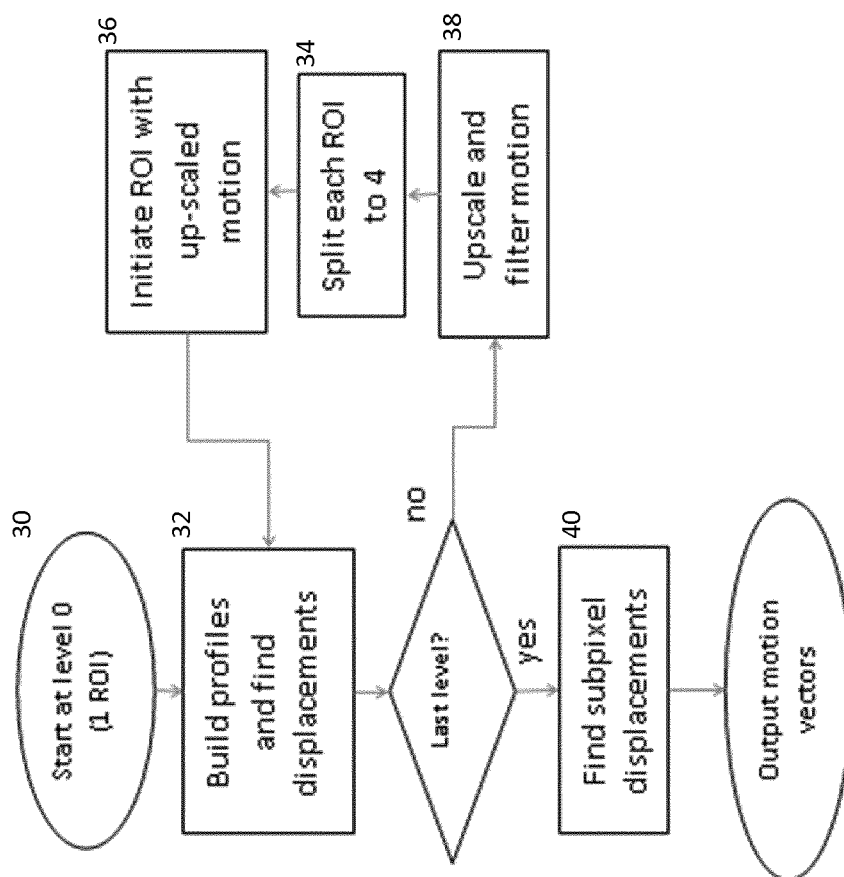 30
Start at level 0
(1 ROI)
32
Build profiles
and find
displacements
Last level?
no
yes
40
Find subpixel
displacements
Output motion
vectors
36
Initiate ROI with
up-scaled
motion
34
Split each ROI
to 4
38
Upscale and
filter motion